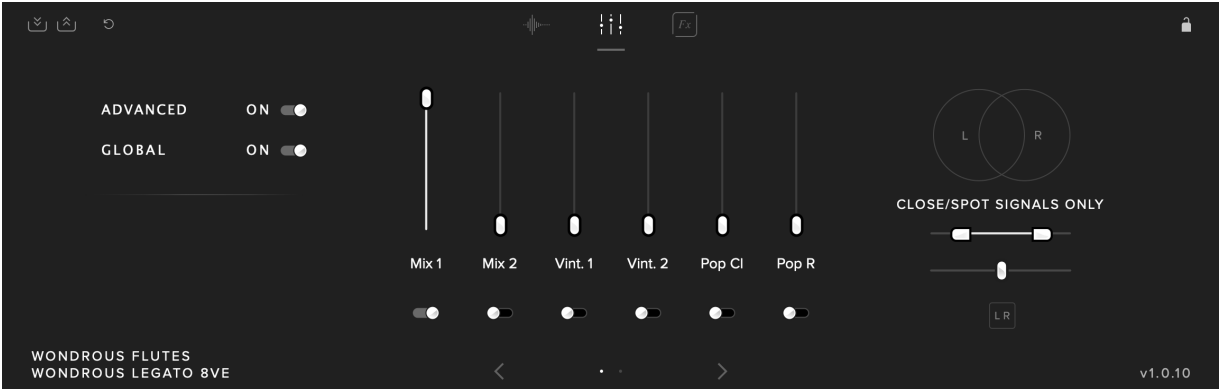 Fx
ADVANCED ON
GLOBAL ON
L R
CLOSE/SPOT SIGNALS ONLY
Mix 1 Mix 2 Vint. 1 Vint. 2 Pop Cl Pop R
L R
WONDROUS FLUTES
WONDROUS LEGATO 8VE
v1.0.10